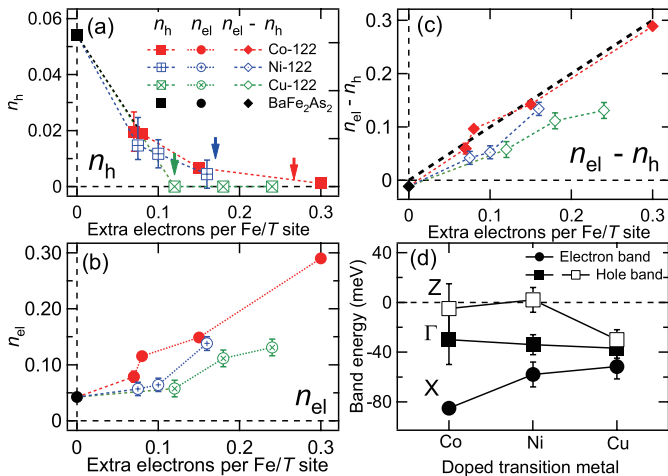 (a)
n_h n_el n_el - n_h
Co-122
Ni-122
Cu-122
BaFe₂As₂
0.06
0.04
0.02
0
n_h
n_h
0 0.1 0.2 0.3
Extra electrons per Fe/T site
(c)
0.3
0.2
0.1
0
n_el - n_h
n_el - n_h
0 0.1 0.2 0.3
Extra electrons per Fe/T site
(b)
0.30
0.20
0.10
0
n_el
n_el
0 0.1 0.2 0.3
Extra electrons per Fe/T site
(d)
Electron band
Hole band
40
0
-40
-80
Band energy (meV)
Z
Γ
X
Co Ni Cu
Doped transition metal